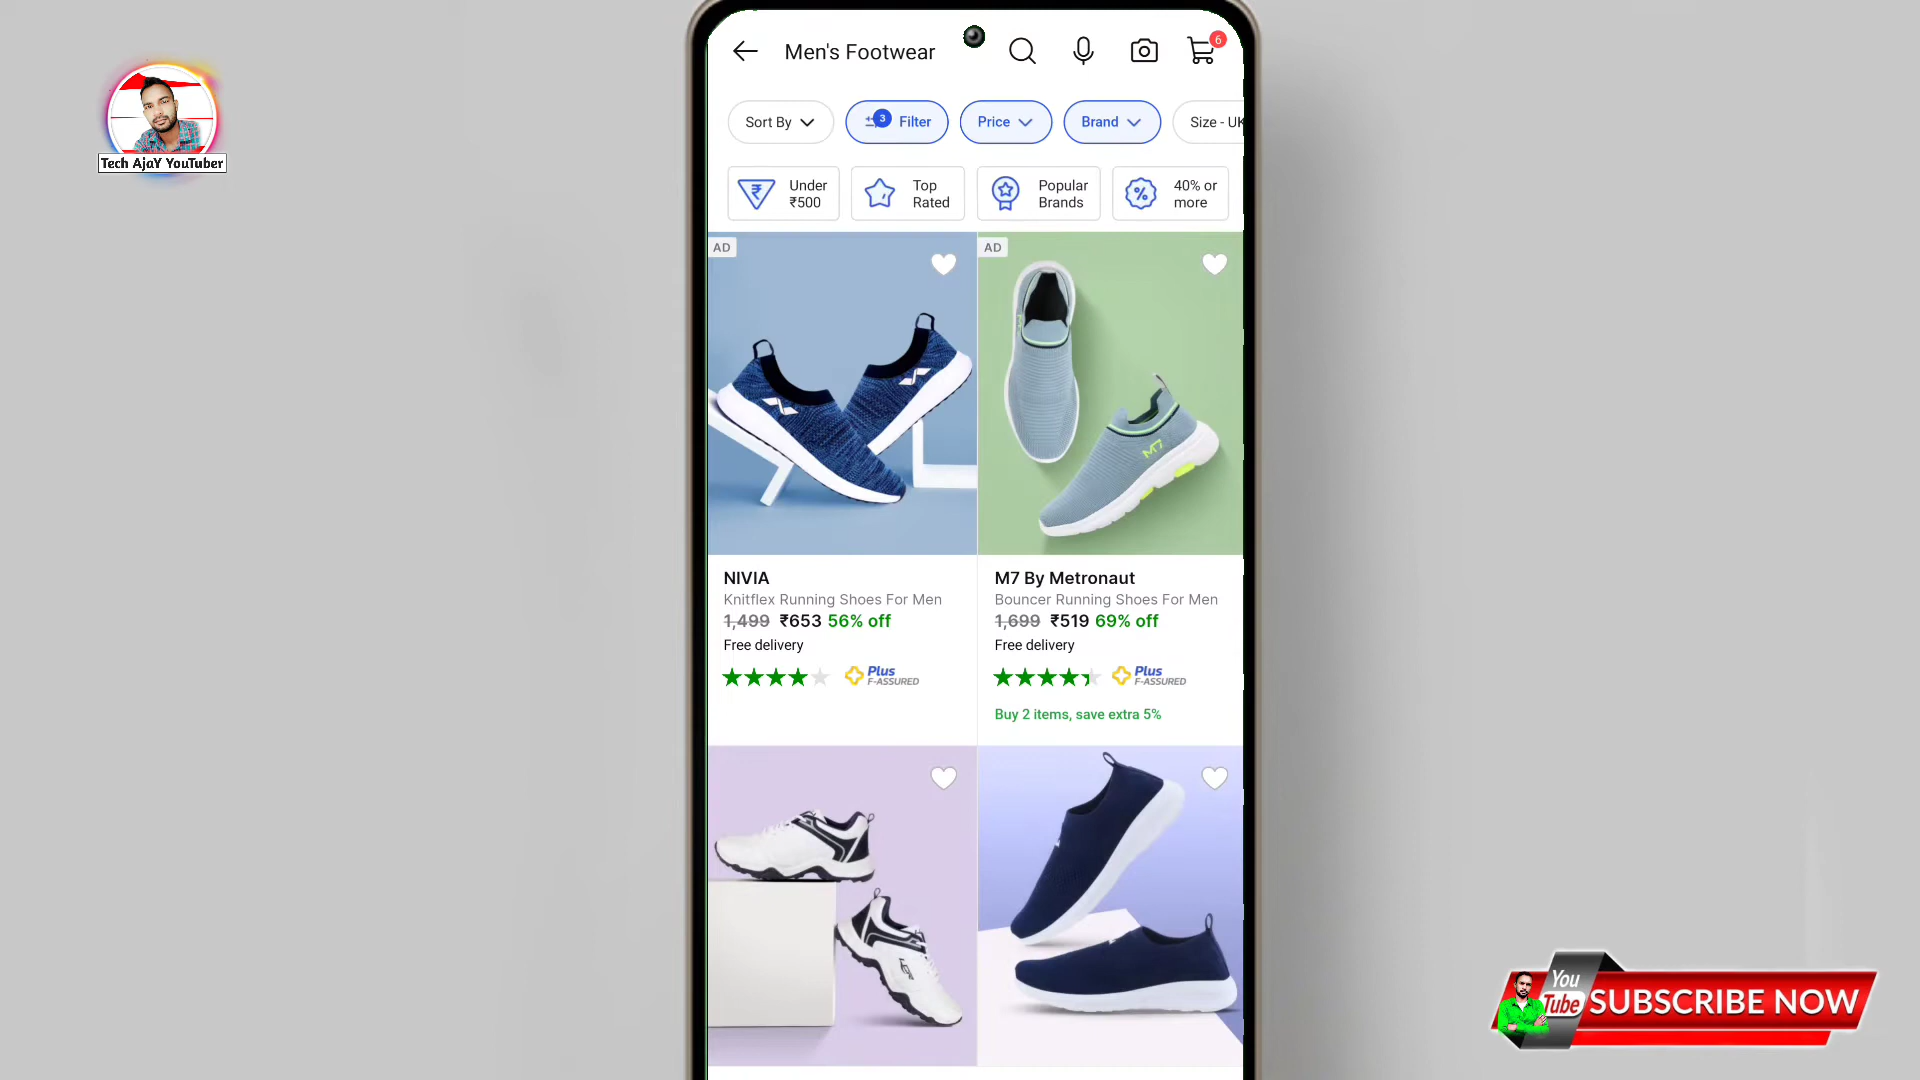 Men's Footwear
6
Tech AjaY YouTuber
Sort By
3 Filter
Price
Brand
Size - UK
Under
₹500
Top
Rated
Popular
Brands
40% or
more
AD
AD
M7
NIVIA
Knitflex Running Shoes For Men
1,499 ₹653 56% off
Free delivery
Plus
F-ASSURED
M7 By Metronaut
Bouncer Running Shoes For Men
1,699 ₹519 69% off
Free delivery
Plus
F-ASSURED
Buy 2 items, save extra 5%
You
Tube
SUBSCRIBE NOW